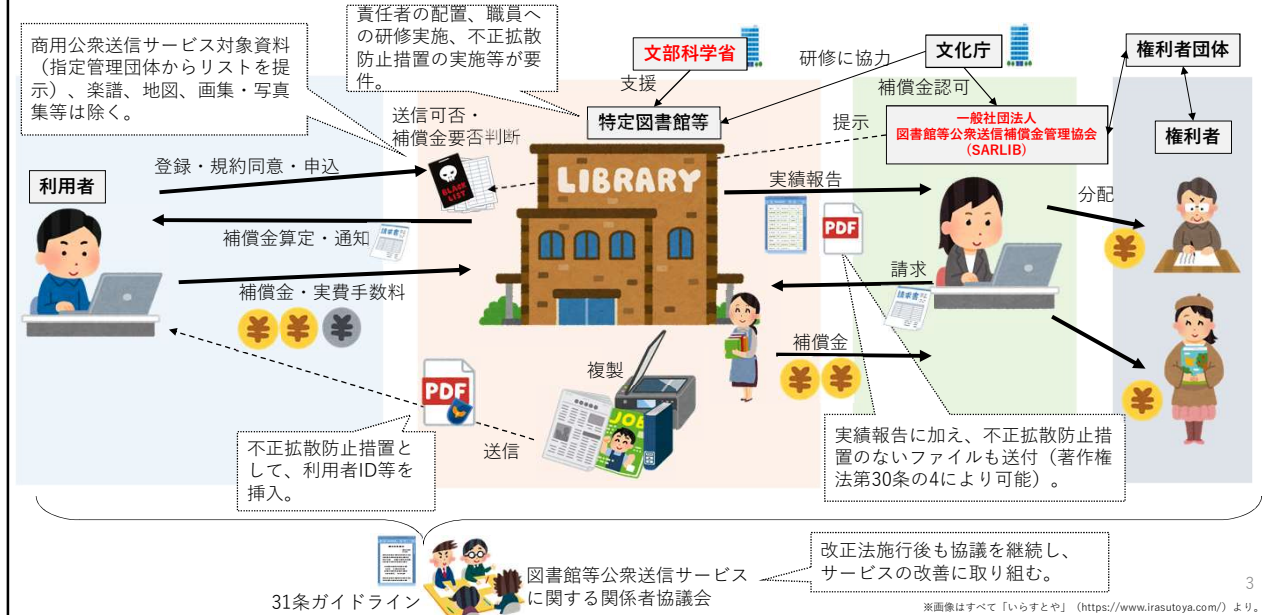 商用公衆送信サービス対象資料
（指定管理団体からリストを提
示）、楽譜、地図、画集・写真
集等は除く。
責任者の配置、職員へ
の研修実施、不正拡散
防止措置の実施等が要
件。
文部科学省
支援
研修に協力
文化庁
補償金認可
権利者団体
送信可否・
補償金要否判断
特定図書館等
提示
一般社団法人
図書館等公衆送信補償金管理協会
（SARLIB）
権利者
利用者
登録・規約同意・申込
BLACK
LIST
LIBRARY
実績報告
PDF
分配
補償金算定・通知
請求書
請求
請求書
補償金・実費手数料
補償金
複製
PDF
JOB
送信
不正拡散防止措置と
して、利用者ID等を
挿入。
実績報告に加え、不正拡散防止措
置のないファイルも送付（著作権
法第30条の4により可能）。
31条ガイドライン
図書館等公衆送信サービス
に関する関係者協議会
改正法施行後も協議を継続し、
サービスの改善に取り組む。
3
※画像はすべて「いらすとや」（https://www.irasutoya.com/）より。